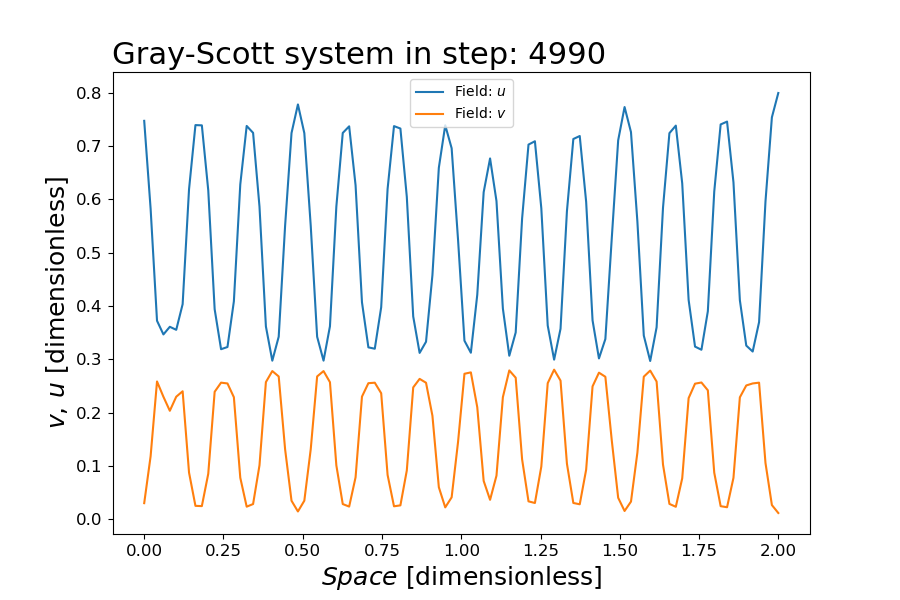 Gray-Scott system in step: 4990
Field: u
Field: v
v, u [dimensionless]
0.8
0.7
0.6
0.5
0.4
0.3
0.2
0.1
0.0
0.00 0.25 0.50 0.75 1.00 1.25 1.50 1.75 2.00
Space [dimensionless]